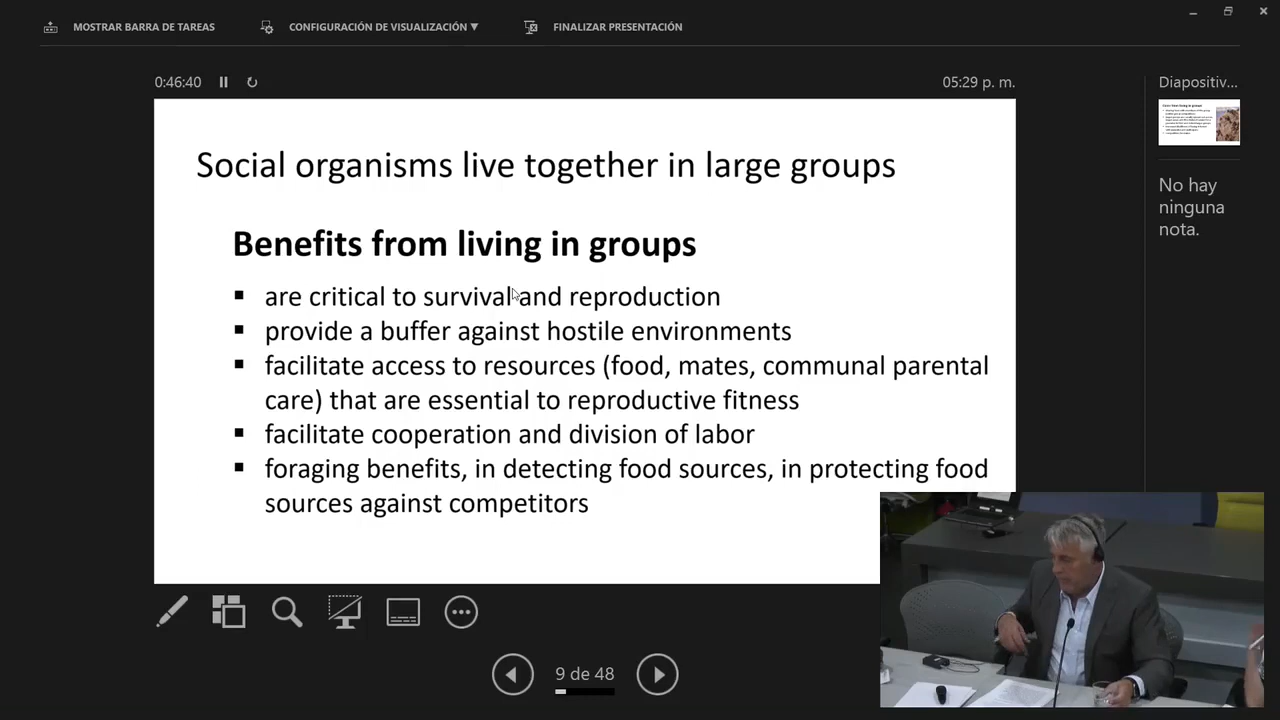 MOSTRAR BARRA DE TAREAS
CONFIGURACIÓN DE VISUALIZACIÓN ▼
FINALIZAR PRESENTACIÓN
0:46:40
05:29 p. m.
Diapositiv...
Social organisms live together in large groups
Benefits from living in groups
▪ are critical to survival and reproduction
▪ provide a buffer against hostile environments
▪ facilitate access to resources (food, mates, communal parental
care) that are essential to reproductive fitness
▪ facilitate cooperation and division of labor
▪ foraging benefits, in detecting food sources, in protecting food
sources against competitors
No hay
ninguna
nota.
9 de 48